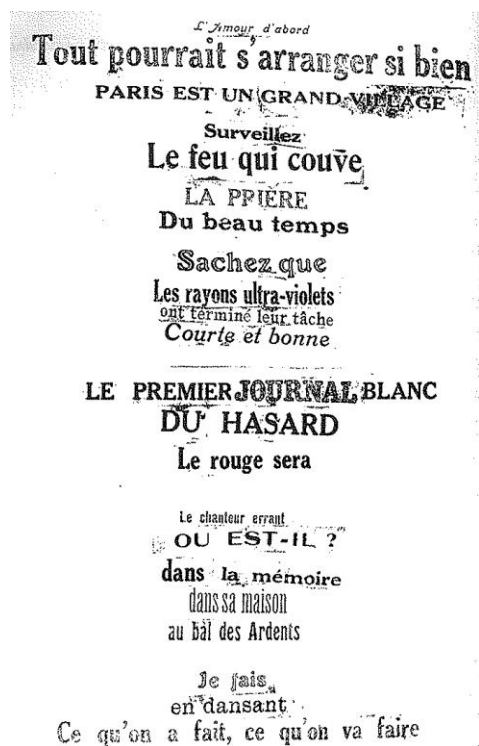 L'Amour d'abord
Tout pourrait s'arranger si bien
PARIS EST UN GRAND VILLAGE
Surveillez
Le feu qui couve
LA PRIÈRE
Du beau temps
Sachez que
Les rayons ultra-violets
ont terminé leur tâche
Courte et bonne
LE PREMIER JOURNAL BLANC
DU HASARD
Le rouge sera
Le chanteur errant
OU EST-IL ?
dans la mémoire
dans sa maison
au bal des Ardents
Je fais
en dansant
Ce qu'on a fait, ce qu'on va faire